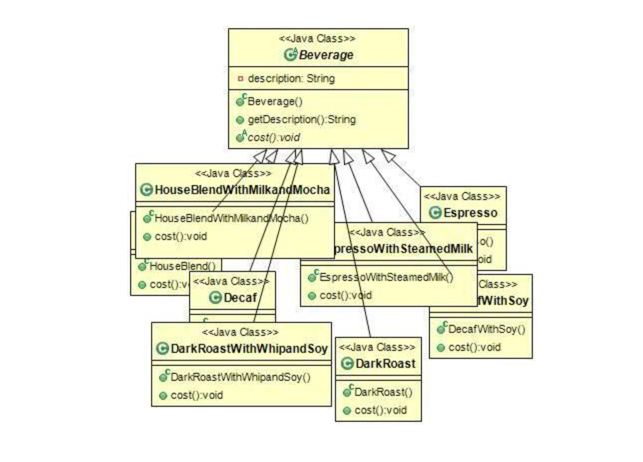 <<Java Class>>
Beverage
description: String
Beverage()
getDescription():String
cost():void
<<Java Class>>
HouseBlendWithMilkandMocha
HouseBlendWithMilkandMocha()
cost():void
HouseBlend()
cost():v
<<Java Class>>
Espresso
o()
oid
<<Java Class>>
pressoWithSteamedMilk
EspressoWithSteamedMilk()
cost():void
<<Java Class>>
Decaf
Class>>
fWithSoy
DecafWithSoy()
cost():void
<<Java Class>>
DarkRoastWithWhipandSoy
DarkRoastWithWhipandSoy()
cost():void
<<Java Class>>
DarkRoast
DarkRoast()
cost():void